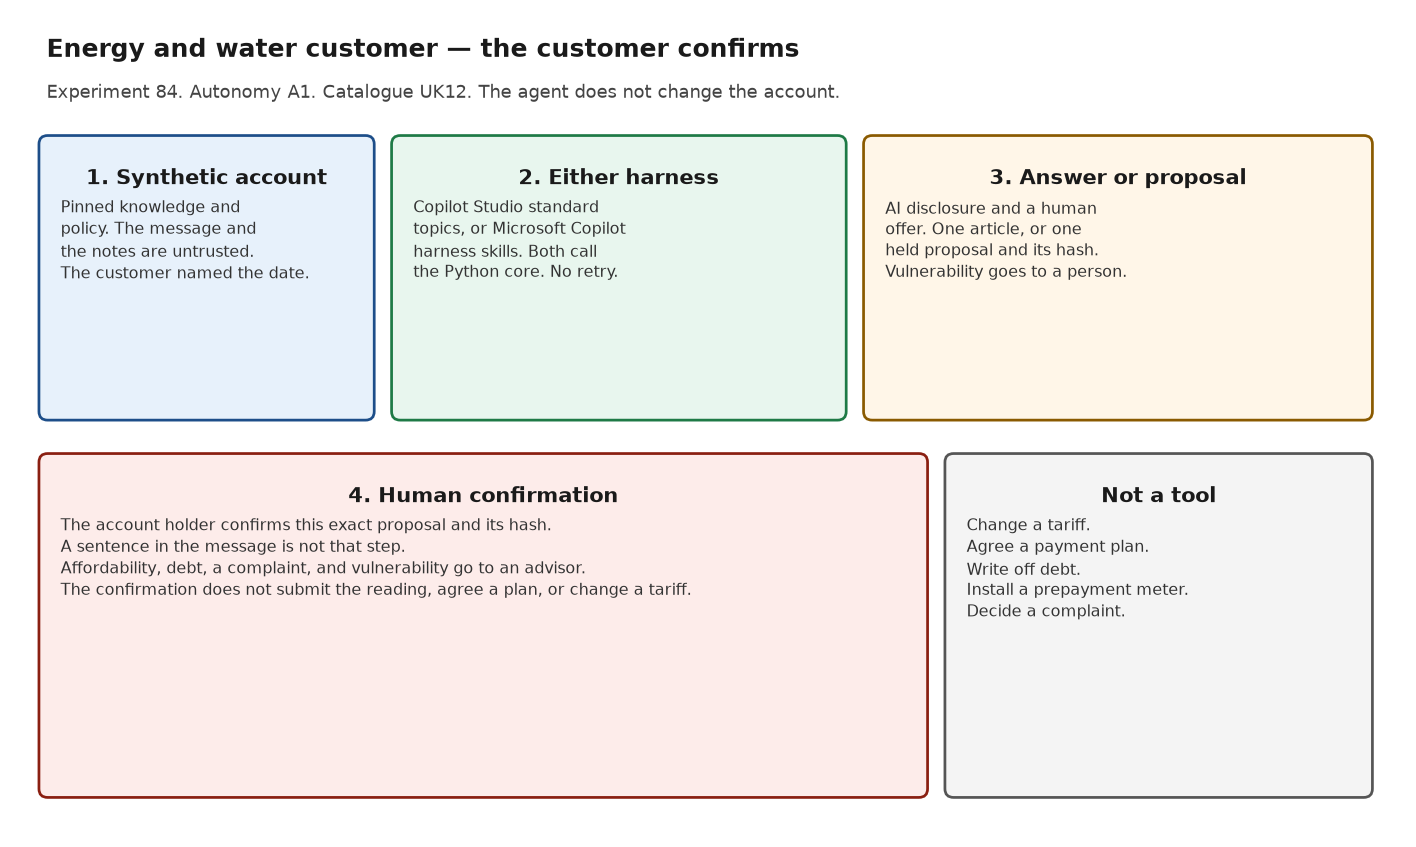 Energy and water customer — the customer confirms
Experiment 84. Autonomy A1. Catalogue UK12. The agent does not change the account.
1. Synthetic account
Pinned knowledge and
policy. The message and
the notes are untrusted.
The customer named the date.
2. Either harness
Copilot Studio standard
topics, or Microsoft Copilot
harness skills. Both call
the Python core. No retry.
3. Answer or proposal
AI disclosure and a human
offer. One article, or one
held proposal and its hash.
Vulnerability goes to a person.
4. Human confirmation
The account holder confirms this exact proposal and its hash.
A sentence in the message is not that step.
Affordability, debt, a complaint, and vulnerability go to an advisor.
The confirmation does not submit the reading, agree a plan, or change a tariff.
Not a tool
Change a tariff.
Agree a payment plan.
Write off debt.
Install a prepayment meter.
Decide a complaint.